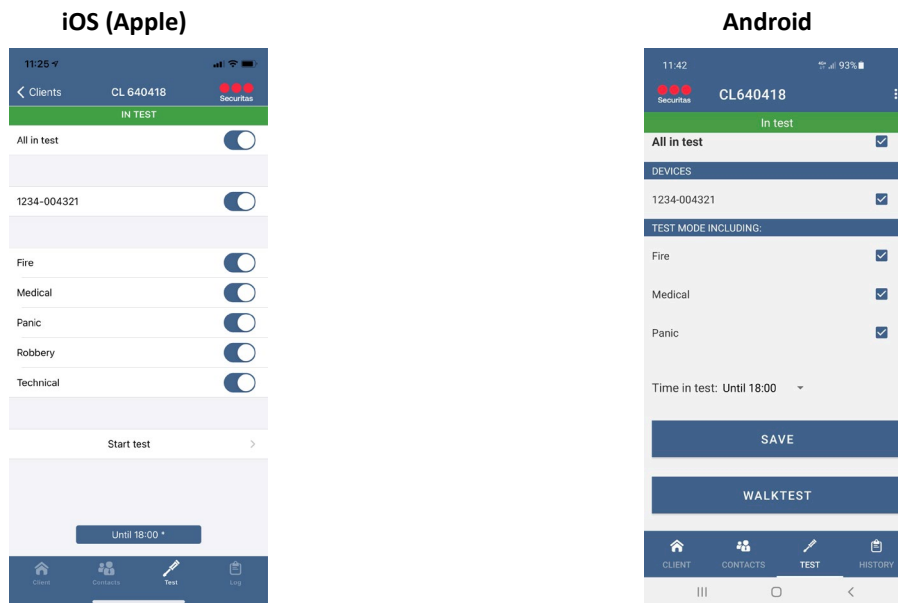 iOS (Apple)
11:25
Clients
CL 640418
Securitas
IN TEST
All in test
1234-004321
Fire
Medical
Panic
Robbery
Technical
Start test
Until 18:00 *
Client
Contacts
Test
Log
Android
11:42
93%
Securitas
CL640418
In test
All in test
DEVICES
1234-004321
TEST MODE INCLUDING:
Fire
Medical
Panic
Time in test: Until 18:00
SAVE
WALKTEST
CLIENT
CONTACTS
TEST
HISTORY